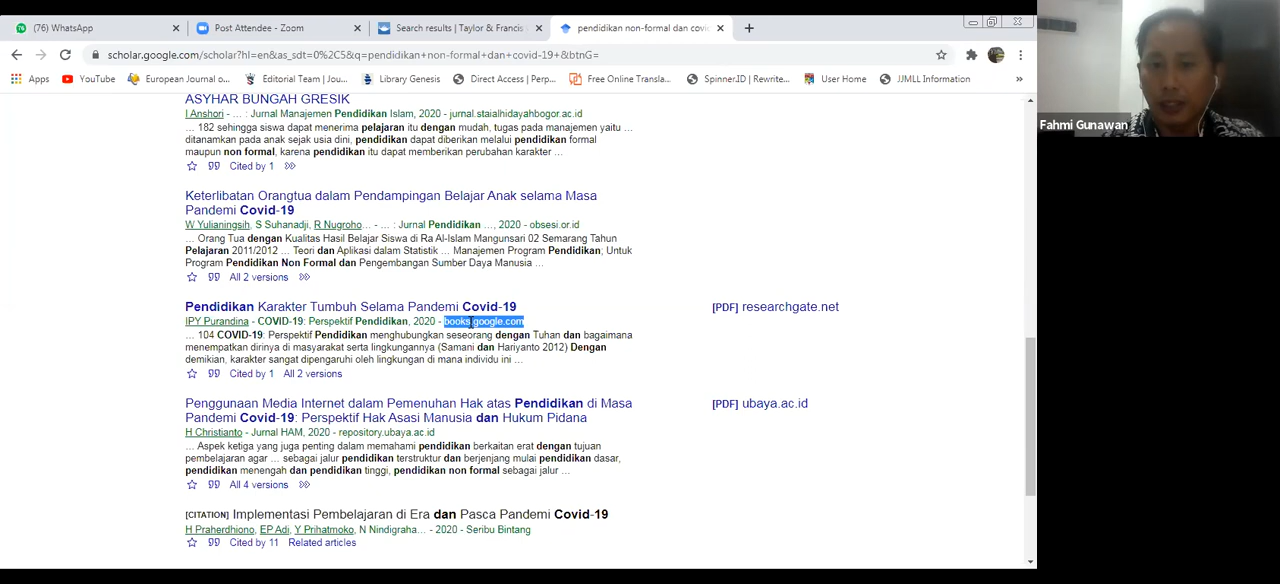 (76) WhatsApp
Post Attendee - Zoom
Search results | Taylor & Francis
pendidikan non-formal dan covi
scholar.google.com/scholar?hl=en&as_sdt=0%2C5&q=pendidikan+non-formal+dan+covid-19+&btnG=
Apps
YouTube
European Journal o...
Editorial Team | Jou...
Library Genesis
Direct Access | Perp...
Free Online Transla...
Spinner.ID | Rewrite...
User Home
JJMLL Information
»
Fahmi Gunawan
ASYHAR BUNGAH GRESIK
I Anshori - ... : Jurnal Manajemen Pendidikan Islam, 2020 - jurnal.staialhidayahbogor.ac.id
... 182 sehingga siswa dapat menerima pelajaran itu dengan mudah, tugas pada manajemen yaitu ...
ditanamkan pada anak sejak usia dini, pendidikan dapat diberikan melalui pendidikan formal
maupun non formal, karena pendidikan itu dapat memberikan perubahan karakter ...
Cited by 1
Keterlibatan Orangtua dalam Pendampingan Belajar Anak selama Masa
Pandemi Covid-19
W Yulianingsih, S Suhanadji, R Nugroho... - ... : Jurnal Pendidikan ..., 2020 - obsesi.or.id
... Orang Tua dengan Kualitas Hasil Belajar Siswa di Ra Al-Islam Mangunsari 02 Semarang Tahun
Pelajaran 2011/2012 ... Teori dan Aplikasi dalam Statistik ... Manajemen Program Pendidikan; Untuk
Program Pendidikan Non Formal dan Pengembangan Sumber Daya Manusia ...
All 2 versions
Pendidikan Karakter Tumbuh Selama Pandemi Covid-19
[PDF] researchgate.net
IPY Purandina - COVID-19: Perspektif Pendidikan, 2020 - books.google.com
... 104 COVID-19: Perspektif Pendidikan menghubungkan seseorang dengan Tuhan dan bagaimana
menempatkan dirinya di masyarakat serta lingkungannya (Samani dan Hariyanto 2012) Dengan
demikian, karakter sangat dipengaruhi oleh lingkungan di mana individu ini ...
Cited by 1 All 2 versions
Penggunaan Media Internet dalam Pemenuhan Hak atas Pendidikan di Masa
Pandemi Covid-19: Perspektif Hak Asasi Manusia dan Hukum Pidana
[PDF] ubaya.ac.id
H Christianto - Jurnal HAM, 2020 - repository.ubaya.ac.id
... Aspek ketiga yang juga penting dalam memahami pendidikan berkaitan erat dengan tujuan
pembelajaran agar ... sebagai jalur pendidikan terstruktur dan berjenjang mulai pendidikan dasar,
pendidikan menengah dan pendidikan tinggi, pendidikan non formal sebagai jalur ...
All 4 versions
[CITATION] Implementasi Pembelajaran di Era dan Pasca Pandemi Covid-19
H Praherdhiono, EP Adi, Y Prihatmoko, N Nindigraha... - 2020 - Seribu Bintang
Cited by 11 Related articles